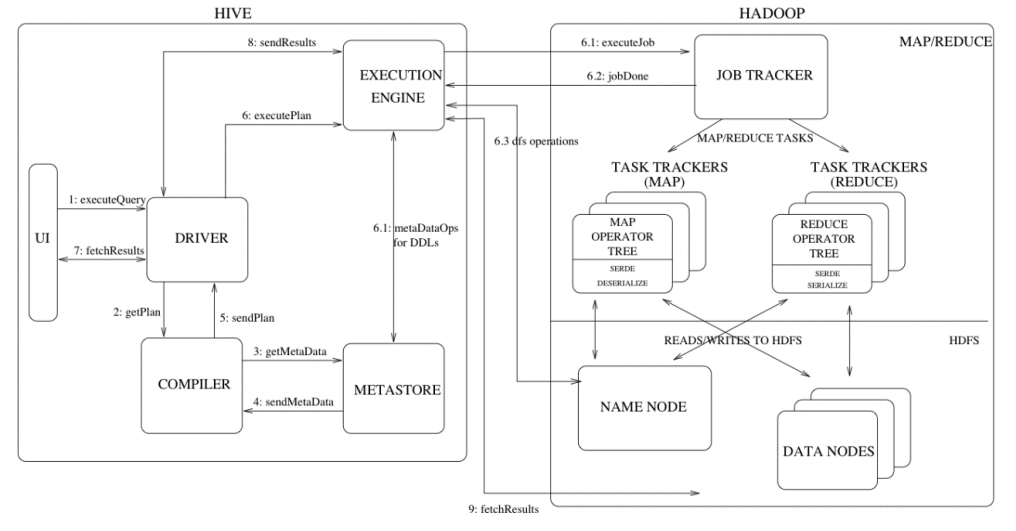 HIVE
HADOOP
MAP/REDUCE
8: sendResults
6.1: executeJob
EXECUTION
ENGINE
6.2: jobDone
JOB TRACKER
6: executePlan
6.3 dfs operations
MAP/REDUCE TASKS
TASK TRACKERS
(MAP)
TASK TRACKERS
(REDUCE)
1: executeQuery
UI
DRIVER
7: fetchResults
6.1: metaDataOps
for DDLs
MAP
OPERATOR
TREE
SERDE
DESERIALIZE
REDUCE
OPERATOR
TREE
SERDE
SERIALIZE
2: getPlan
5: sendPlan
READS/WRITES TO HDFS
HDFS
3: getMetaData
COMPILER
METASTORE
4: sendMetaData
NAME NODE
DATA NODES
9: fetchResults